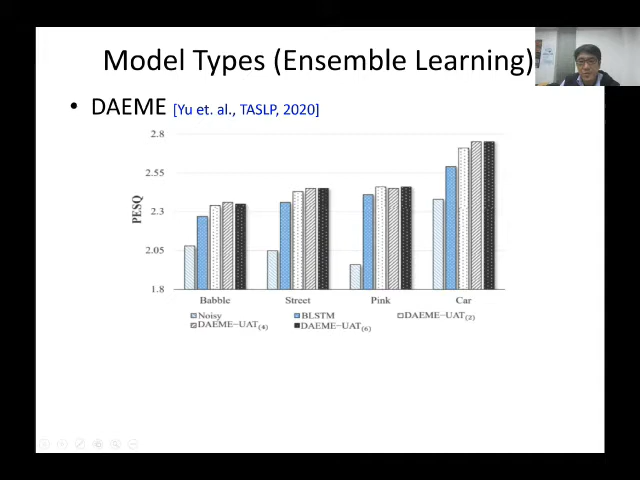 Model Types (Ensemble Learning)
• DAEME [Yu et. al., TASLP, 2020]
2.8
2.55
2.3
2.05
1.8
PESQ
Babble Street Pink Car
Noisy BLSTM DAEME−UAT(2)
DAEME−UAT(4) DAEME−UAT(6)